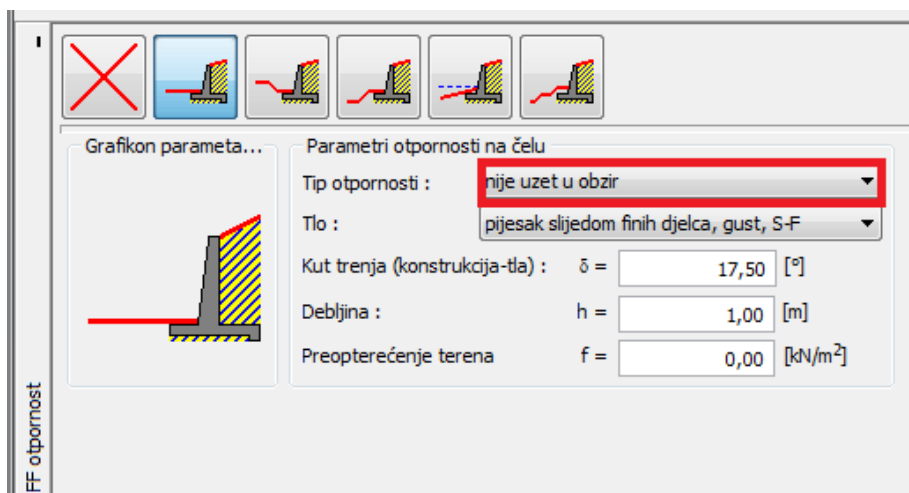 Grafikon parameta...
Parametri otpornosti na čelu
Tip otpornosti :
nije uzet u obzir
Tlo :
pijesak slijedom finih djelca, gust, S-F
Kut trenja (konstrukcija-tla) : δ = 17,50 [°]
Debljina : h = 1,00 [m]
Preopterećenje terena f = 0,00 [kN/m²]
FF otpornost